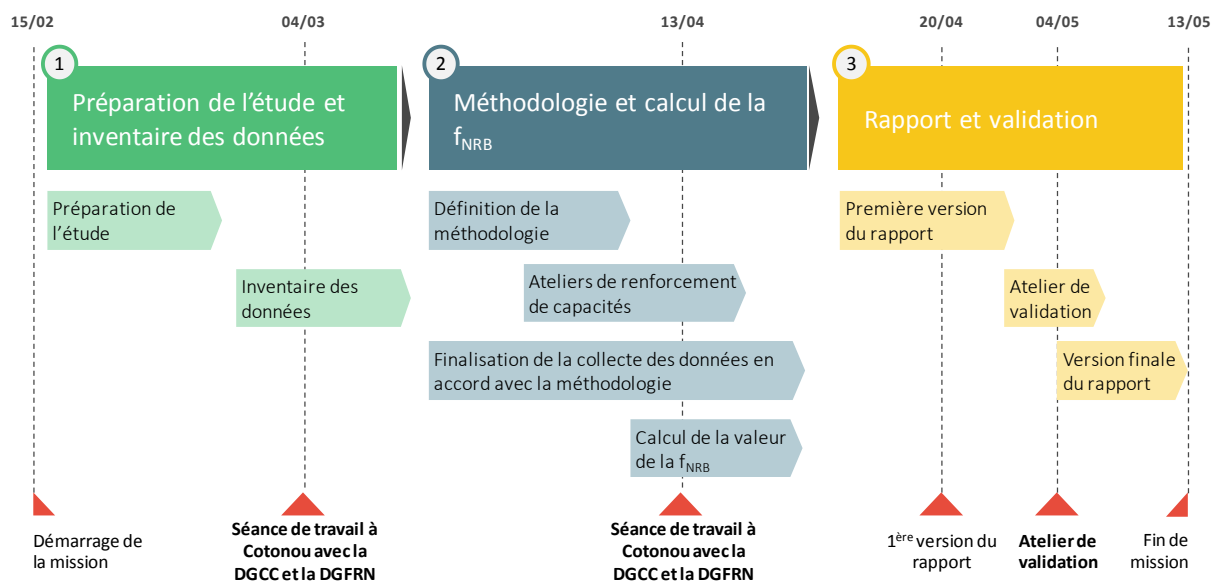 15/02
04/03
13/04
20/04
04/05
13/05
1
Préparation de l'étude et
inventaire des données
2
Méthodologie et calcul de la
fNRB
3
Rapport et validation
Préparation de
l'étude
Inventaire des
données
Définition de la
méthodologie
Ateliers de renforcement
de capacités
Finalisation de la collecte des données en
accord avec la méthodologie
Calcul de la valeur
de la fNRB
Première version
du rapport
Atelier de
validation
Version finale
du rapport
Démarrage de
la mission
Séance de travail à
Cotonou avec la
DGCC et la DGFRN
Séance de travail à
Cotonou avec la
DGCC et la DGFRN
1ère version du
rapport
Atelier de
validation
Fin de
mission